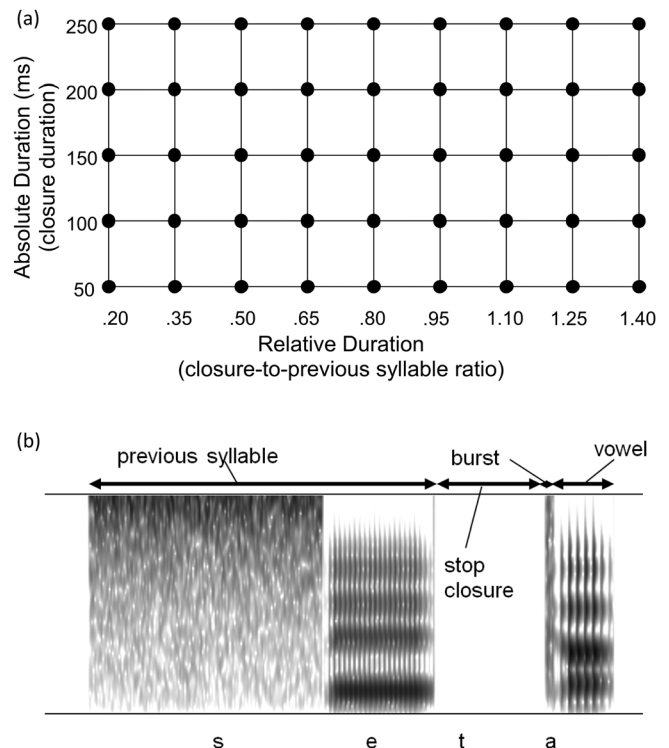 (a)
Absolute Duration (ms)
(closure duration)
250
200
150
100
50
.20 .35 .50 .65 .80 .95 1.10 1.25 1.40
Relative Duration
(closure-to-previous syllable ratio)
(b)
previous syllable
burst
vowel
stop
closure
s e t a